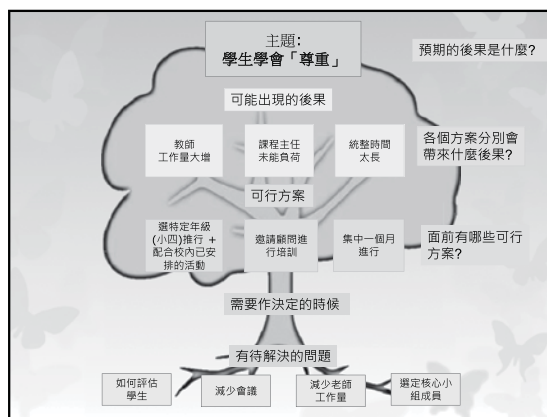 主題:
學生學會「尊重」
預期的後果是什麼?
可能出現的後果
教師
工作量大增
課程主任
未能負荷
統整時間
太長
各個方案分別會
帶來什麼後果?
可行方案
選特定年級
(小四)推行 +
配合校內已安
排的活動
邀請顧問進
行培訓
集中一個月
進行
面前有哪些可行
方案?
需要作決定的時候
有待解決的問題
如何評估
學生
減少會議
減少老師
工作量
選定核心小
組成員